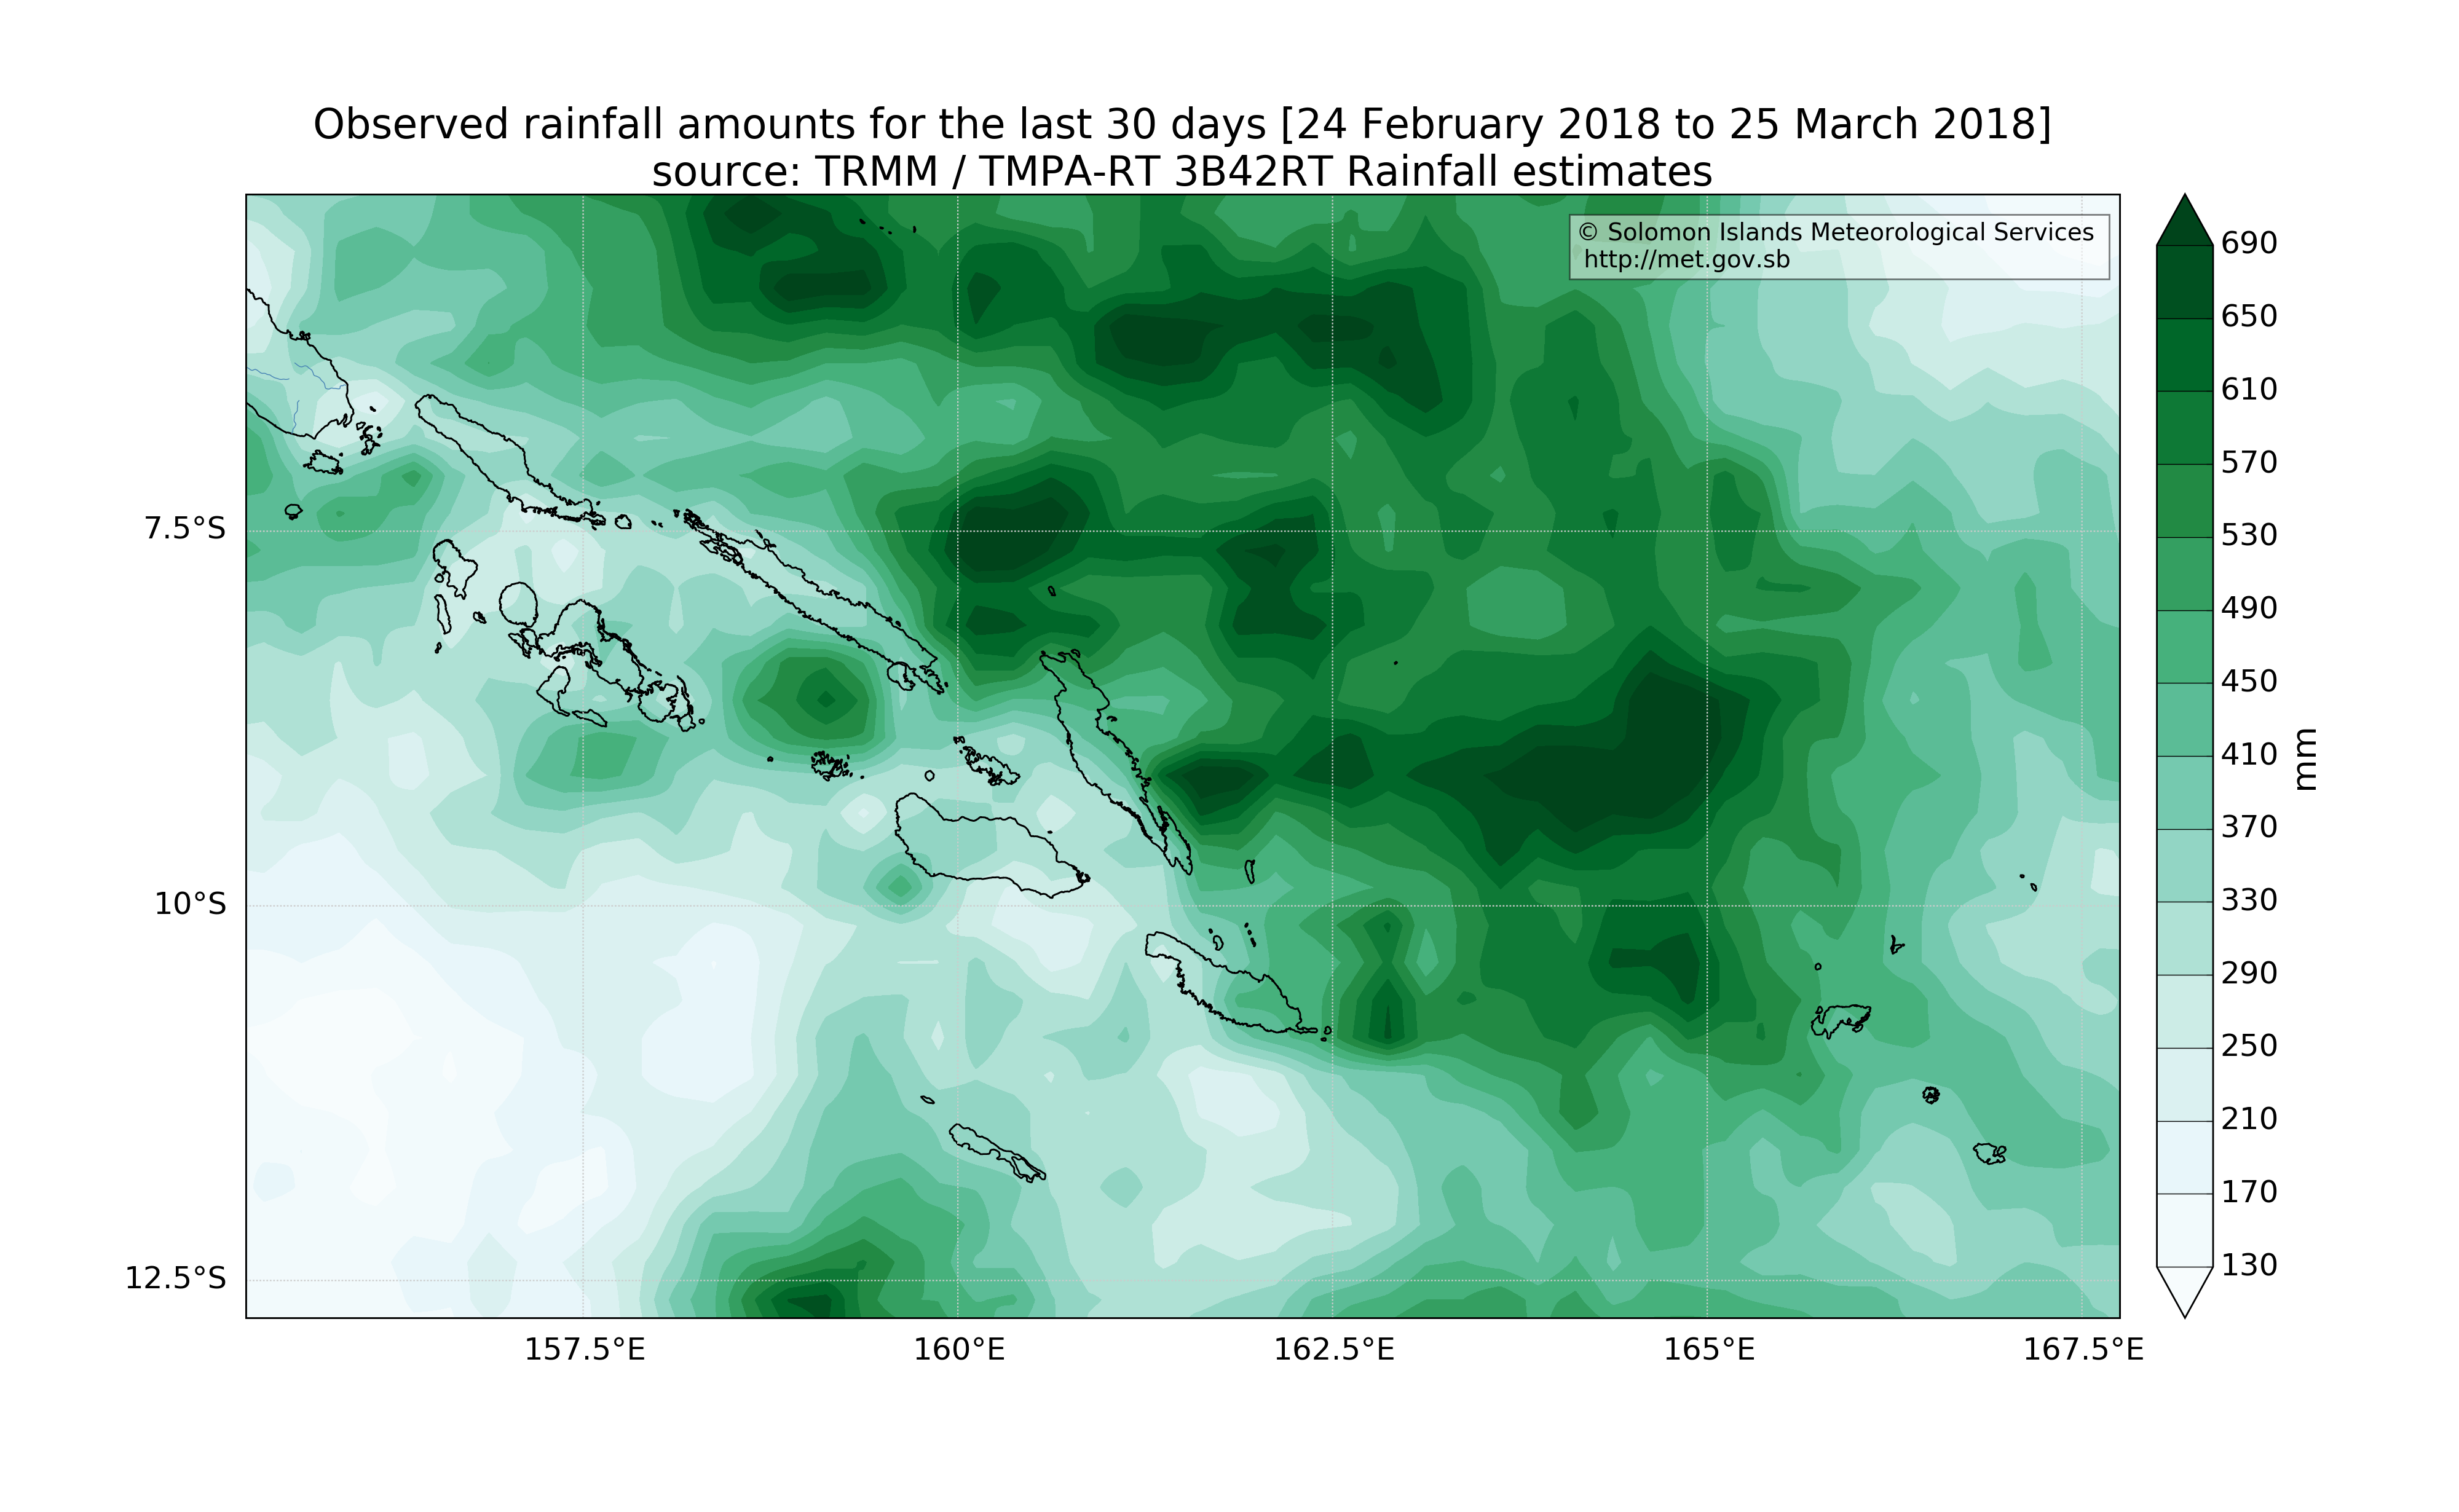 Observed rainfall amounts for the last 30 days [24 February 2018 to 25 March 2018]
source: TRMM / TMPA-RT 3B42RT Rainfall estimates
© Solomon Islands Meteorological Services
http://met.gov.sb
7.5°S
10°S
12.5°S
157.5°E
160°E
162.5°E
165°E
167.5°E
690
650
610
570
530
490
450
410
370
330
290
250
210
170
130
mm